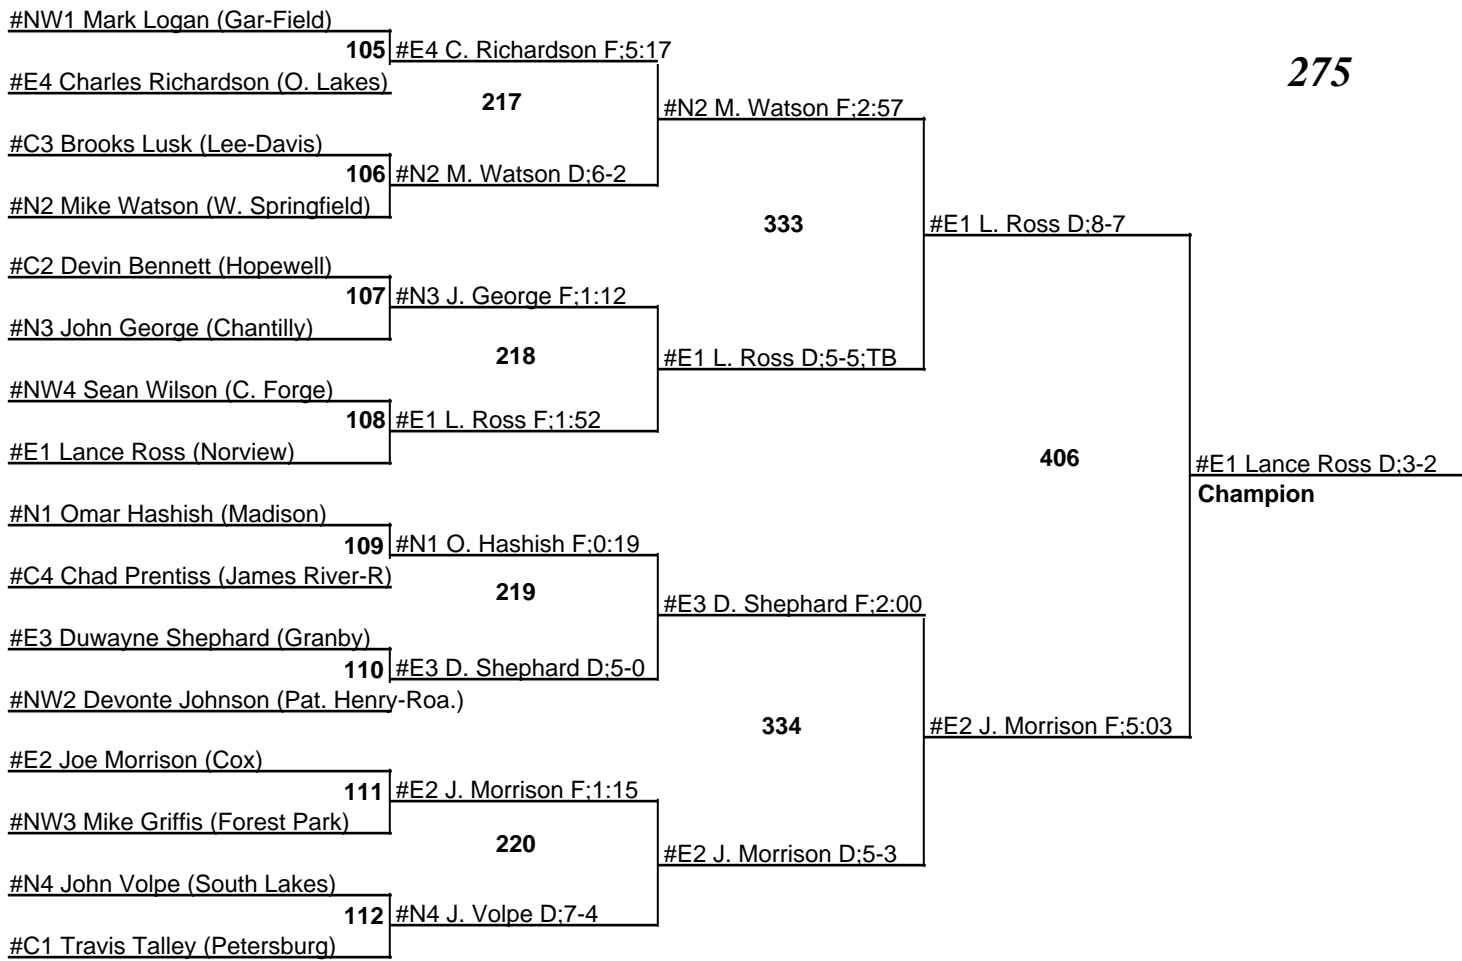 #NW1 Mark Logan (Gar-Field)
105 #E4 C. Richardson F;5:17
275
#E4 Charles Richardson (O. Lakes)
217
#N2 M. Watson F;2:57
#C3 Brooks Lusk (Lee-Davis)
106 #N2 M. Watson D;6-2
#N2 Mike Watson (W. Springfield)
333
#E1 L. Ross D;8-7
#C2 Devin Bennett (Hopewell)
107 #N3 J. George F;1:12
#N3 John George (Chantilly)
218
#E1 L. Ross D;5-5;TB
#NW4 Sean Wilson (C. Forge)
108 #E1 L. Ross F;1:52
#E1 Lance Ross (Norview)
406
#E1 Lance Ross D;3-2
Champion
#N1 Omar Hashish (Madison)
109 #N1 O. Hashish F;0:19
#C4 Chad Prentiss (James River-R)
219
#E3 D. Shephard F;2:00
#E3 Duwayne Shephard (Granby)
110 #E3 D. Shephard D;5-0
#NW2 Devonte Johnson (Pat. Henry-Roa.)
334
#E2 J. Morrison F;5:03
#E2 Joe Morrison (Cox)
111 #E2 J. Morrison F;1:15
#NW3 Mike Griffis (Forest Park)
220
#E2 J. Morrison D;5-3
#N4 John Volpe (South Lakes)
112 #N4 J. Volpe D;7-4
#C1 Travis Talley (Petersburg)